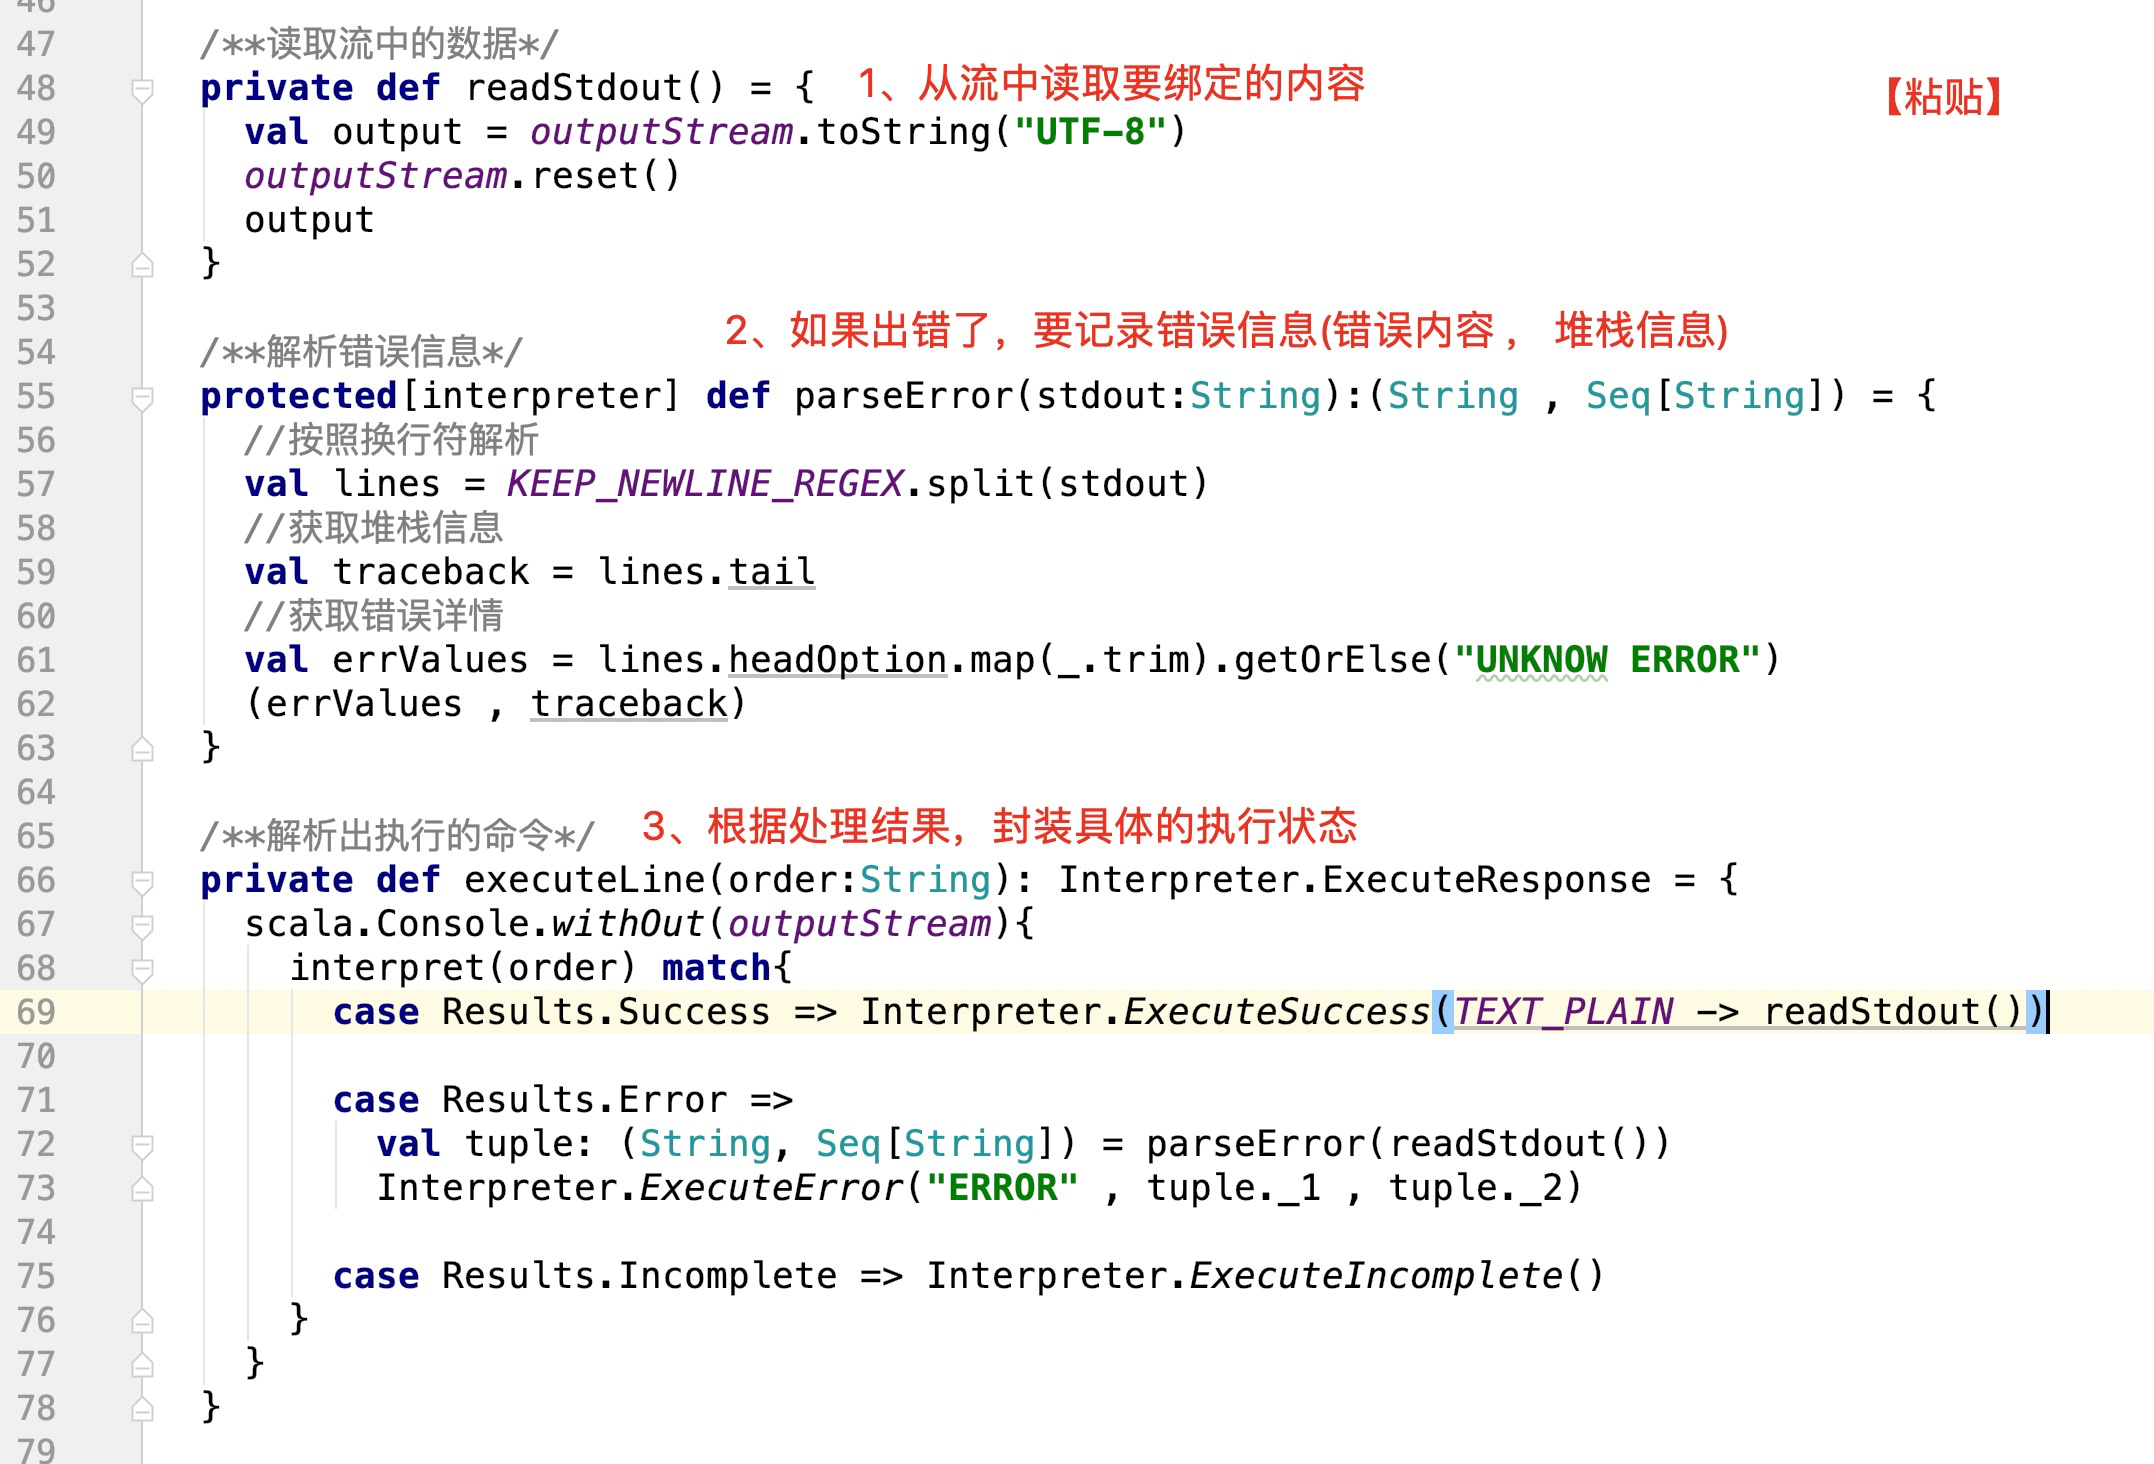 46
47 /**读取流中的数据*/
48 private def readStdout() = { 1、从流中读取要绑定的内容 【粘贴】
49 val output = outputStream.toString("UTF-8")
50 outputStream.reset()
51 output
52 }
53
54 /**解析错误信息*/ 2、如果出错了，要记录错误信息(错误内容， 堆栈信息)
55 protected[interpreter] def parseError(stdout:String):(String , Seq[String]) = {
56 //按照换行符解析
57 val lines = KEEP_NEWLINE_REGEX.split(stdout)
58 //获取堆栈信息
59 val traceback = lines.tail
60 //获取错误详情
61 val errValues = lines.headOption.map(_.trim).getOrElse("UNKNOW ERROR")
62 (errValues , traceback)
63 }
64
65 /**解析出执行的命令*/ 3、根据处理结果，封装具体的执行状态
66 private def executeLine(order:String): Interpreter.ExecuteResponse = {
67 scala.Console.withOut(outputStream){
68 interpret(order) match{
69 case Results.Success => Interpreter.ExecuteSuccess(TEXT_PLAIN -> readStdout())
70
71 case Results.Error =>
72 val tuple: (String, Seq[String]) = parseError(readStdout())
73 Interpreter.ExecuteError("ERROR" , tuple._1 , tuple._2)
74
75 case Results.Incomplete => Interpreter.ExecuteIncomplete()
76 }
77 }
78 }
79